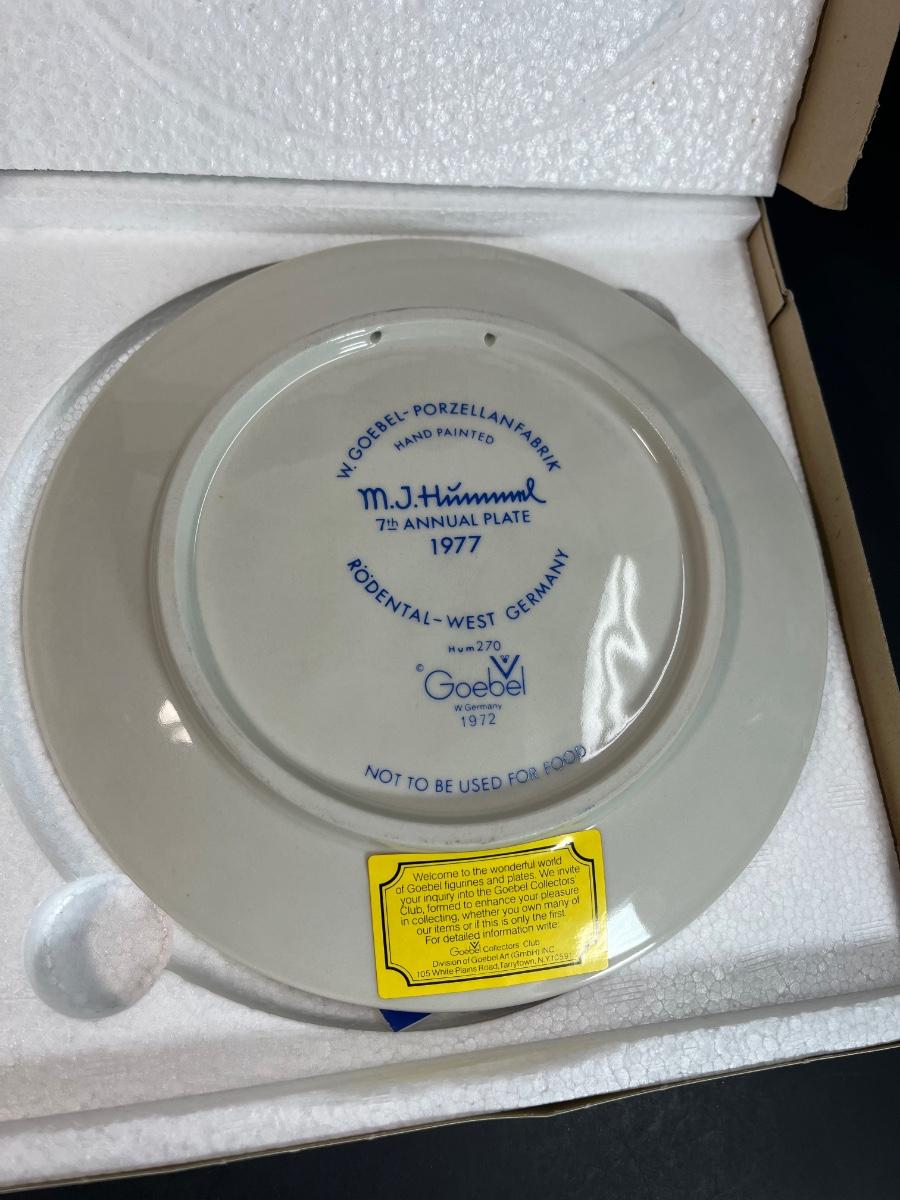 W. GOEBEL-PORZELLANFABRIK
HAND PAINTED
M.J.Hümmel
7th ANNUAL PLATE
1977
RÖDENTAL-WEST GERMANY
Hum 270
© Goebel
W. Germany
1972
NOT TO BE USED FOR FOOD
Welcome to the wonderful world
of Goebel figurines and plates. We invite
your inquiry into the Goebel Collectors'
Club, formed to enhance your pleasure
in collecting, whether you own many of
our items or if this is only the first.
For detailed information write:
Goebel Collectors' Club
Division of Goebel Art (GmbH) INC
105 White Plains Road, Tarrytown, N.Y. 10591